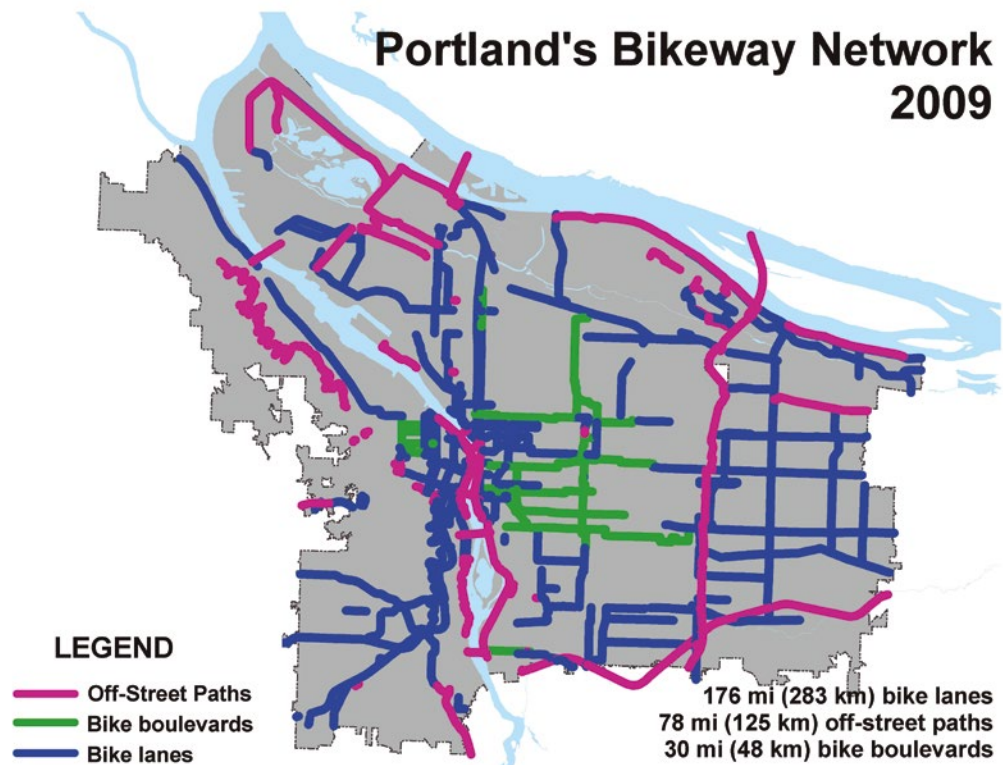 Portland's Bikeway Network
2009
LEGEND
Off-Street Paths
Bike boulevards
Bike lanes
176 mi (283 km) bike lanes
78 mi (125 km) off-street paths
30 mi (48 km) bike boulevards